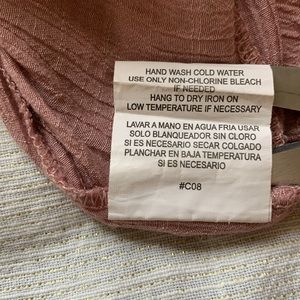 HAND WASH COLD WATER
USE ONLY NON-CHLORINE BLEACH
IF NEEDED
HANG TO DRY IRON ON
LOW TEMPERATURE IF NECESSARY
LAVAR A MANO EN AGUA FRIA USAR
SOLO BLANQUEADOR SIN CLORO
SI ES NECESARIO SECAR COLGADO
PLANCHAR EN BAJA TEMPERATURA
SI ES NECESARIO
#C08